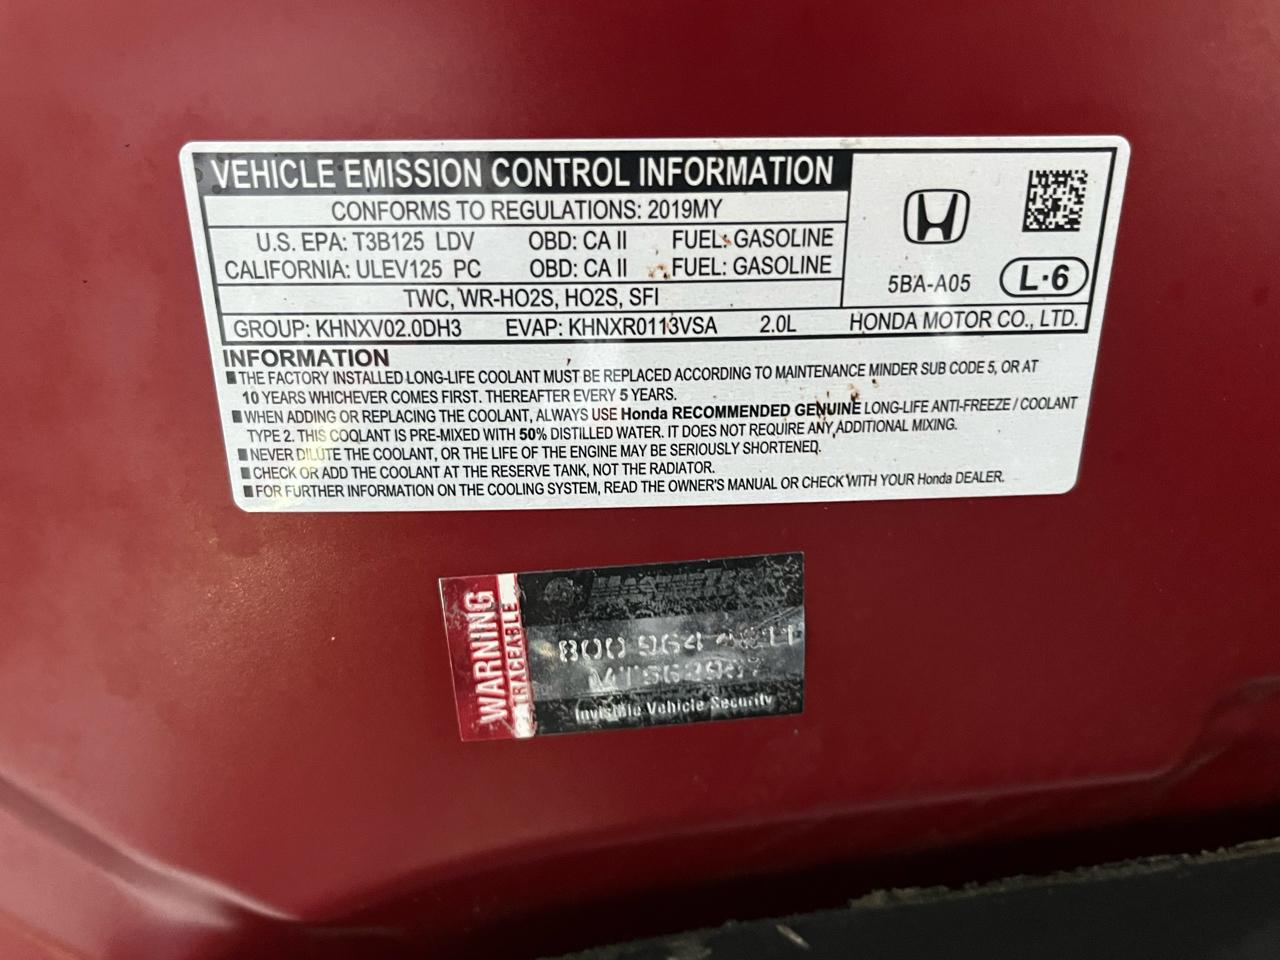 VEHICLE EMISSION CONTROL INFORMATION
CONFORMS TO REGULATIONS: 2019MY
U.S. EPA: T3B125 LDV OBD: CA II FUEL: GASOLINE
CALIFORNIA: ULEV125 PC OBD: CA II FUEL: GASOLINE
5BA-A05 L·6
TWC, WR-HO2S, HO2S, SFI
GROUP: KHNXV02.0DH3 EVAP: KHNXR0113VSA 2.0L HONDA MOTOR CO., LTD.
INFORMATION
■ THE FACTORY INSTALLED LONG-LIFE COOLANT MUST BE REPLACED ACCORDING TO MAINTENANCE MINDER SUB CODE 5, OR AT
10 YEARS WHICHEVER COMES FIRST. THEREAFTER EVERY 5 YEARS.
■ WHEN ADDING OR REPLACING THE COOLANT, ALWAYS USE Honda RECOMMENDED GENUINE LONG-LIFE ANTI-FREEZE / COOLANT
TYPE 2. THIS COOLANT IS PRE-MIXED WITH 50% DISTILLED WATER. IT DOES NOT REQUIRE ANY ADDITIONAL MIXING.
■ NEVER DILUTE THE COOLANT, OR THE LIFE OF THE ENGINE MAY BE SERIOUSLY SHORTENED.
■ CHECK OR ADD THE COOLANT AT THE RESERVE TANK, NOT THE RADIATOR.
■ FOR FURTHER INFORMATION ON THE COOLING SYSTEM, READ THE OWNER'S MANUAL OR CHECK WITH YOUR Honda DEALER.
WARNING
TRACEABLE
800 964
Invisible Vehicle Security